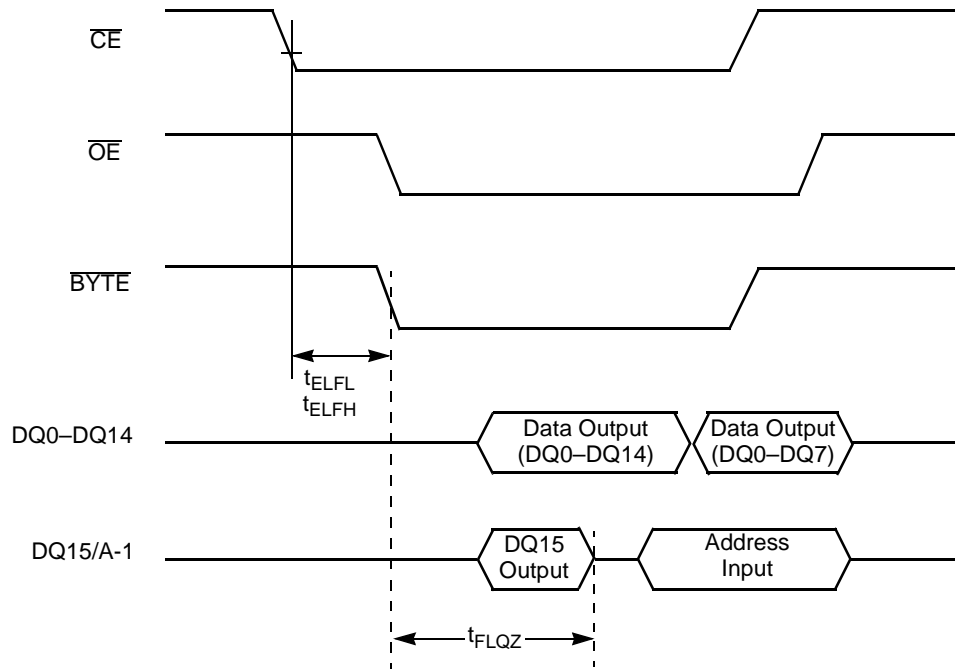 CE
OE
BYTE
tELFL
tELFH
DQ0–DQ14
Data Output
(DQ0–DQ14)
Data Output
(DQ0–DQ7)
DQ15/A-1
DQ15
Output
Address
Input
tFLQZ